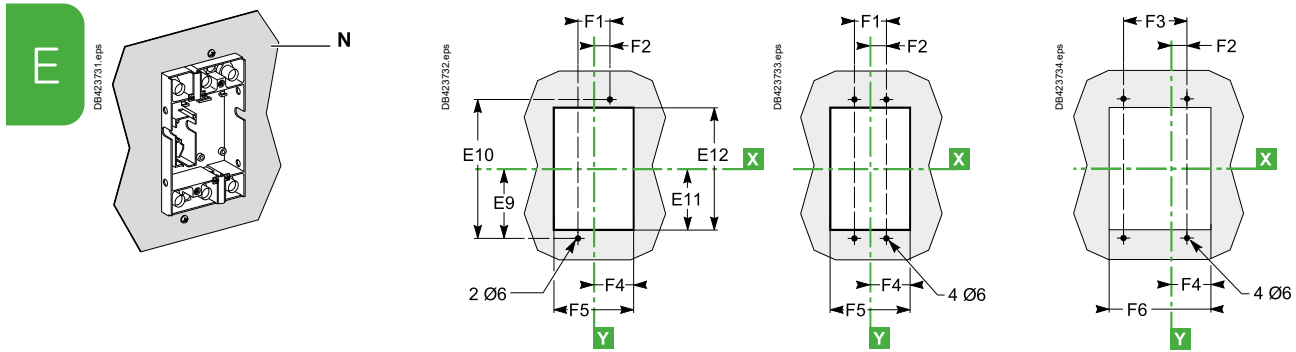 E
DB423731.eps
N
DB423732.eps
F1
F2
E10
E12
X
E9
E11
2 Ø6
F4
F5
Y
DB423733.eps
F1
F2
X
F4
4 Ø6
F5
Y
DB423734.eps
F3
F2
X
F4
4 Ø6
F6
Y